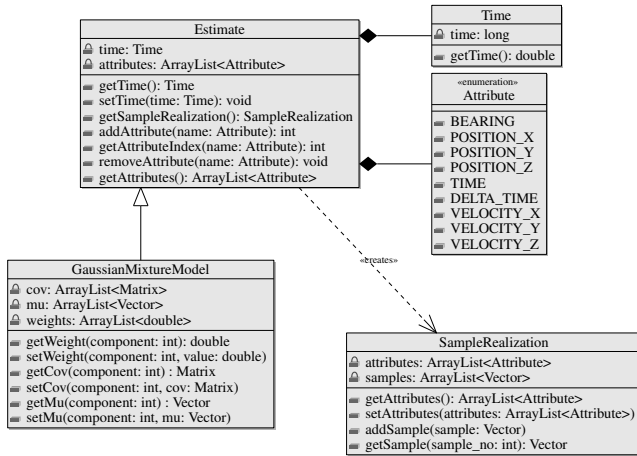 Estimate
time: Time
attributes: ArrayList<Attribute>
getTime(): Time
setTime(time: Time): void
getSampleRealization(): SampleRealization
addAttribute(name: Attribute): int
getAttributeIndex(name: Attribute): int
removeAttribute(name: Attribute): void
getAttributes(): ArrayList<Attribute>
Time
time: long
getTime(): double
«enumeration»
Attribute
BEARING
POSITION_X
POSITION_Y
POSITION_Z
TIME
DELTA_TIME
VELOCITY_X
VELOCITY_Y
VELOCITY_Z
«creates»
GaussianMixtureModel
cov: ArrayList<Matrix>
mu: ArrayList<Vector>
weights: ArrayList<double>
getWeight(component: int): double
setWeight(component: int, value: double)
getCov(component: int) : Matrix
setCov(component: int, cov: Matrix)
getMu(component: int) : Vector
setMu(component: int, mu: Vector)
SampleRealization
attributes: ArrayList<Attribute>
samples: ArrayList<Vector>
getAttributes(): ArrayList<Attribute>
setAttributes(attributes: ArrayList<Attribute>)
addSample(sample: Vector)
getSample(sample_no: int): Vector